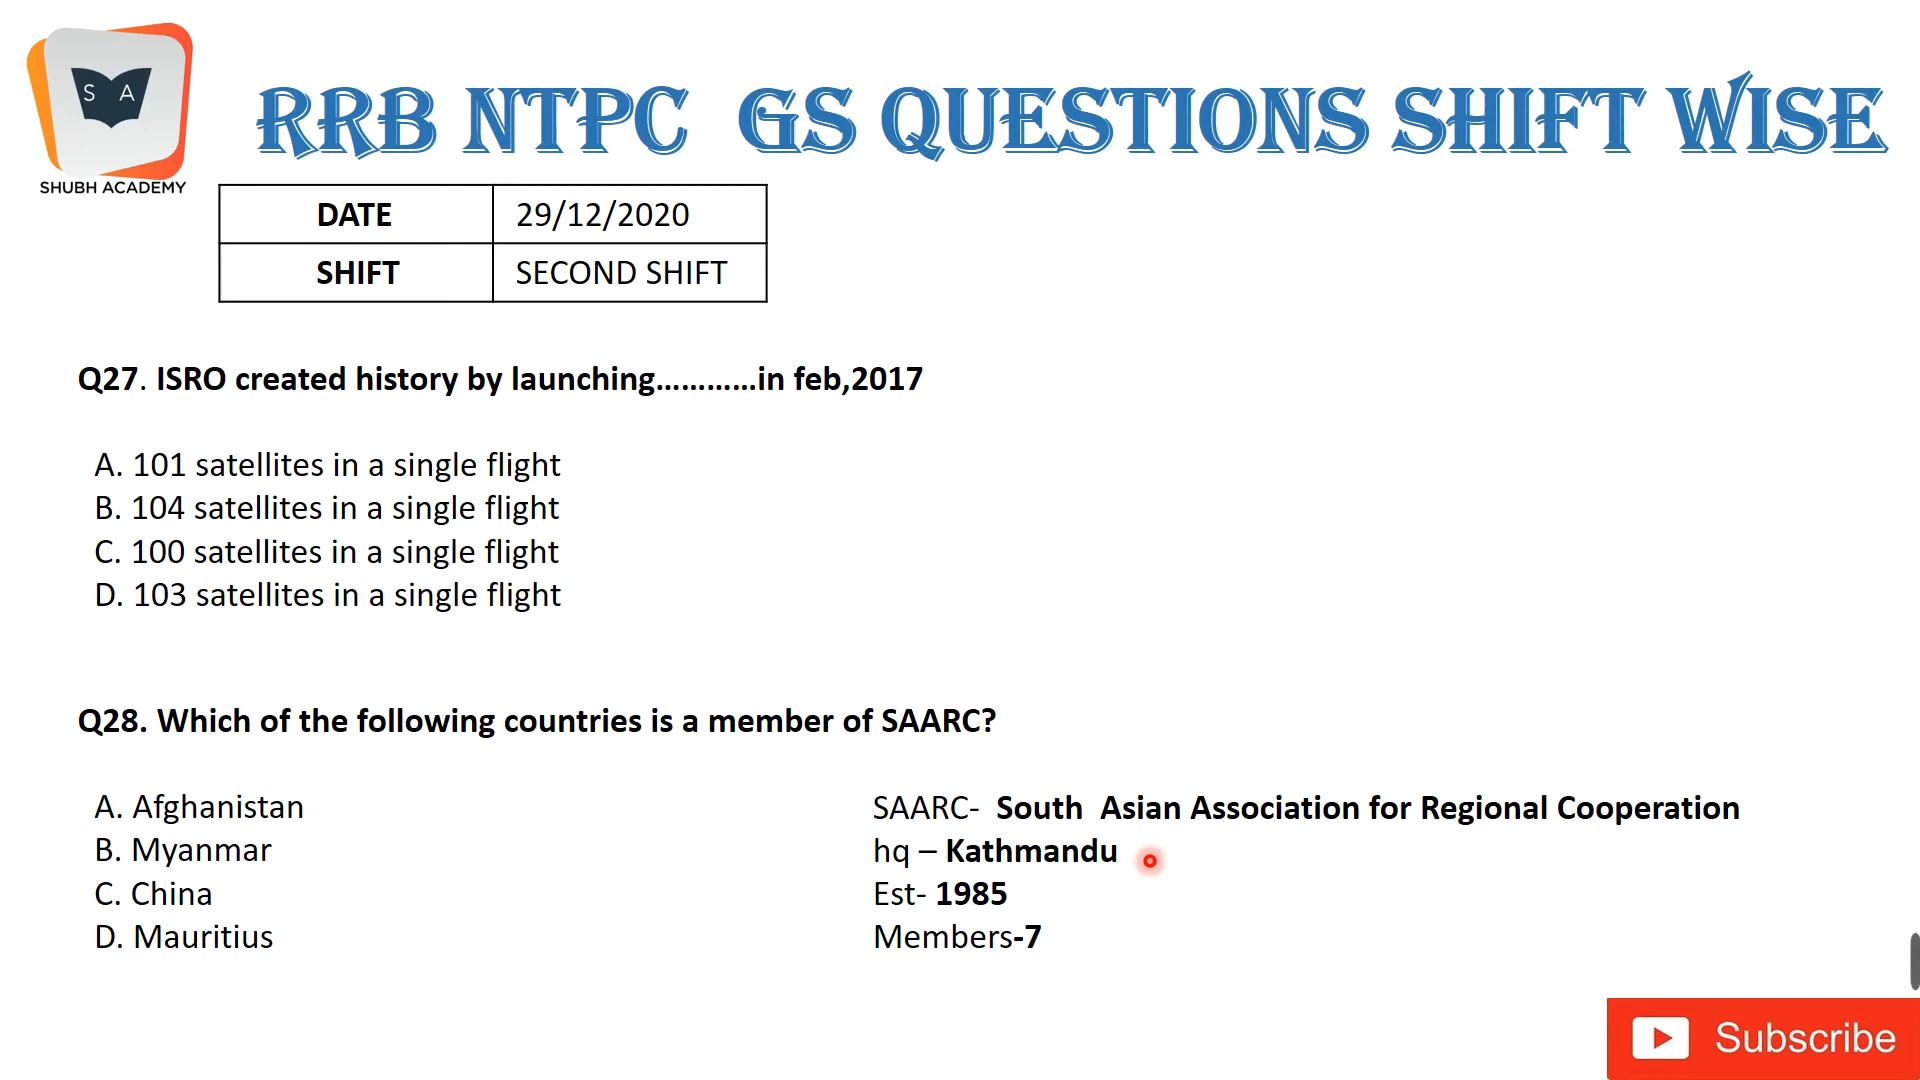 S A
SHUBH ACADEMY
RRB NTPC GS QUESTIONS SHIFT WISE
DATE 29/12/2020
SHIFT SECOND SHIFT
Q27. ISRO created history by launching............in feb,2017
A. 101 satellites in a single flight
B. 104 satellites in a single flight
C. 100 satellites in a single flight
D. 103 satellites in a single flight
Q28. Which of the following countries is a member of SAARC?
A. Afghanistan
B. Myanmar
C. China
D. Mauritius
SAARC- South Asian Association for Regional Cooperation
hq – Kathmandu
Est- 1985
Members-7
Subscribe